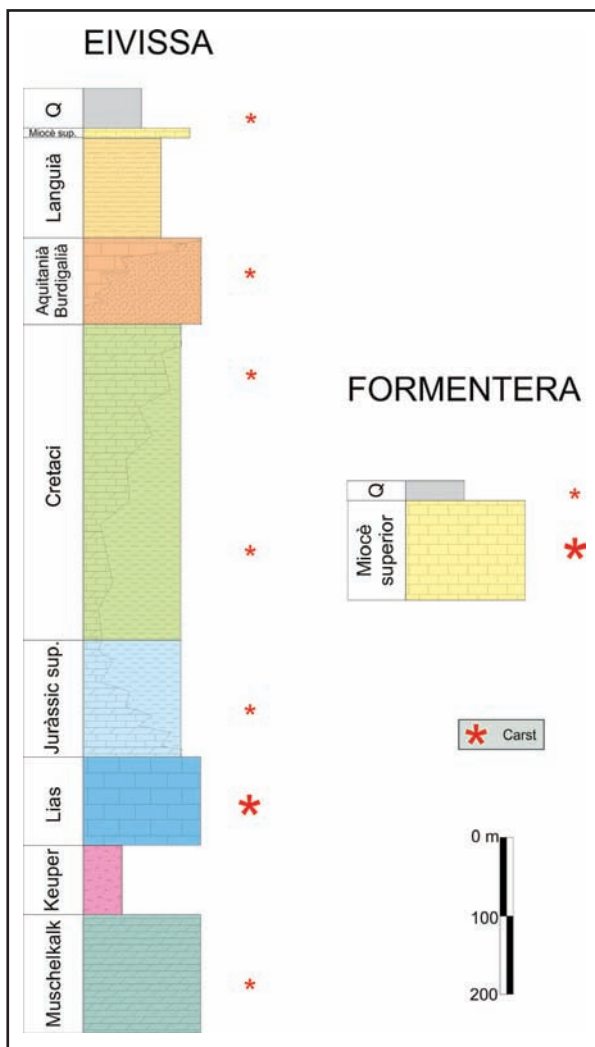 EIVISSA
Q
Miocè sup.
Languià
Aquitanià
Burdigalià
Cretaci
Juràssic sup.
Lias
Keuper
Muschelkalk
FORMENTERA
Q
Miocè
superior
Carst
0 m
100
200